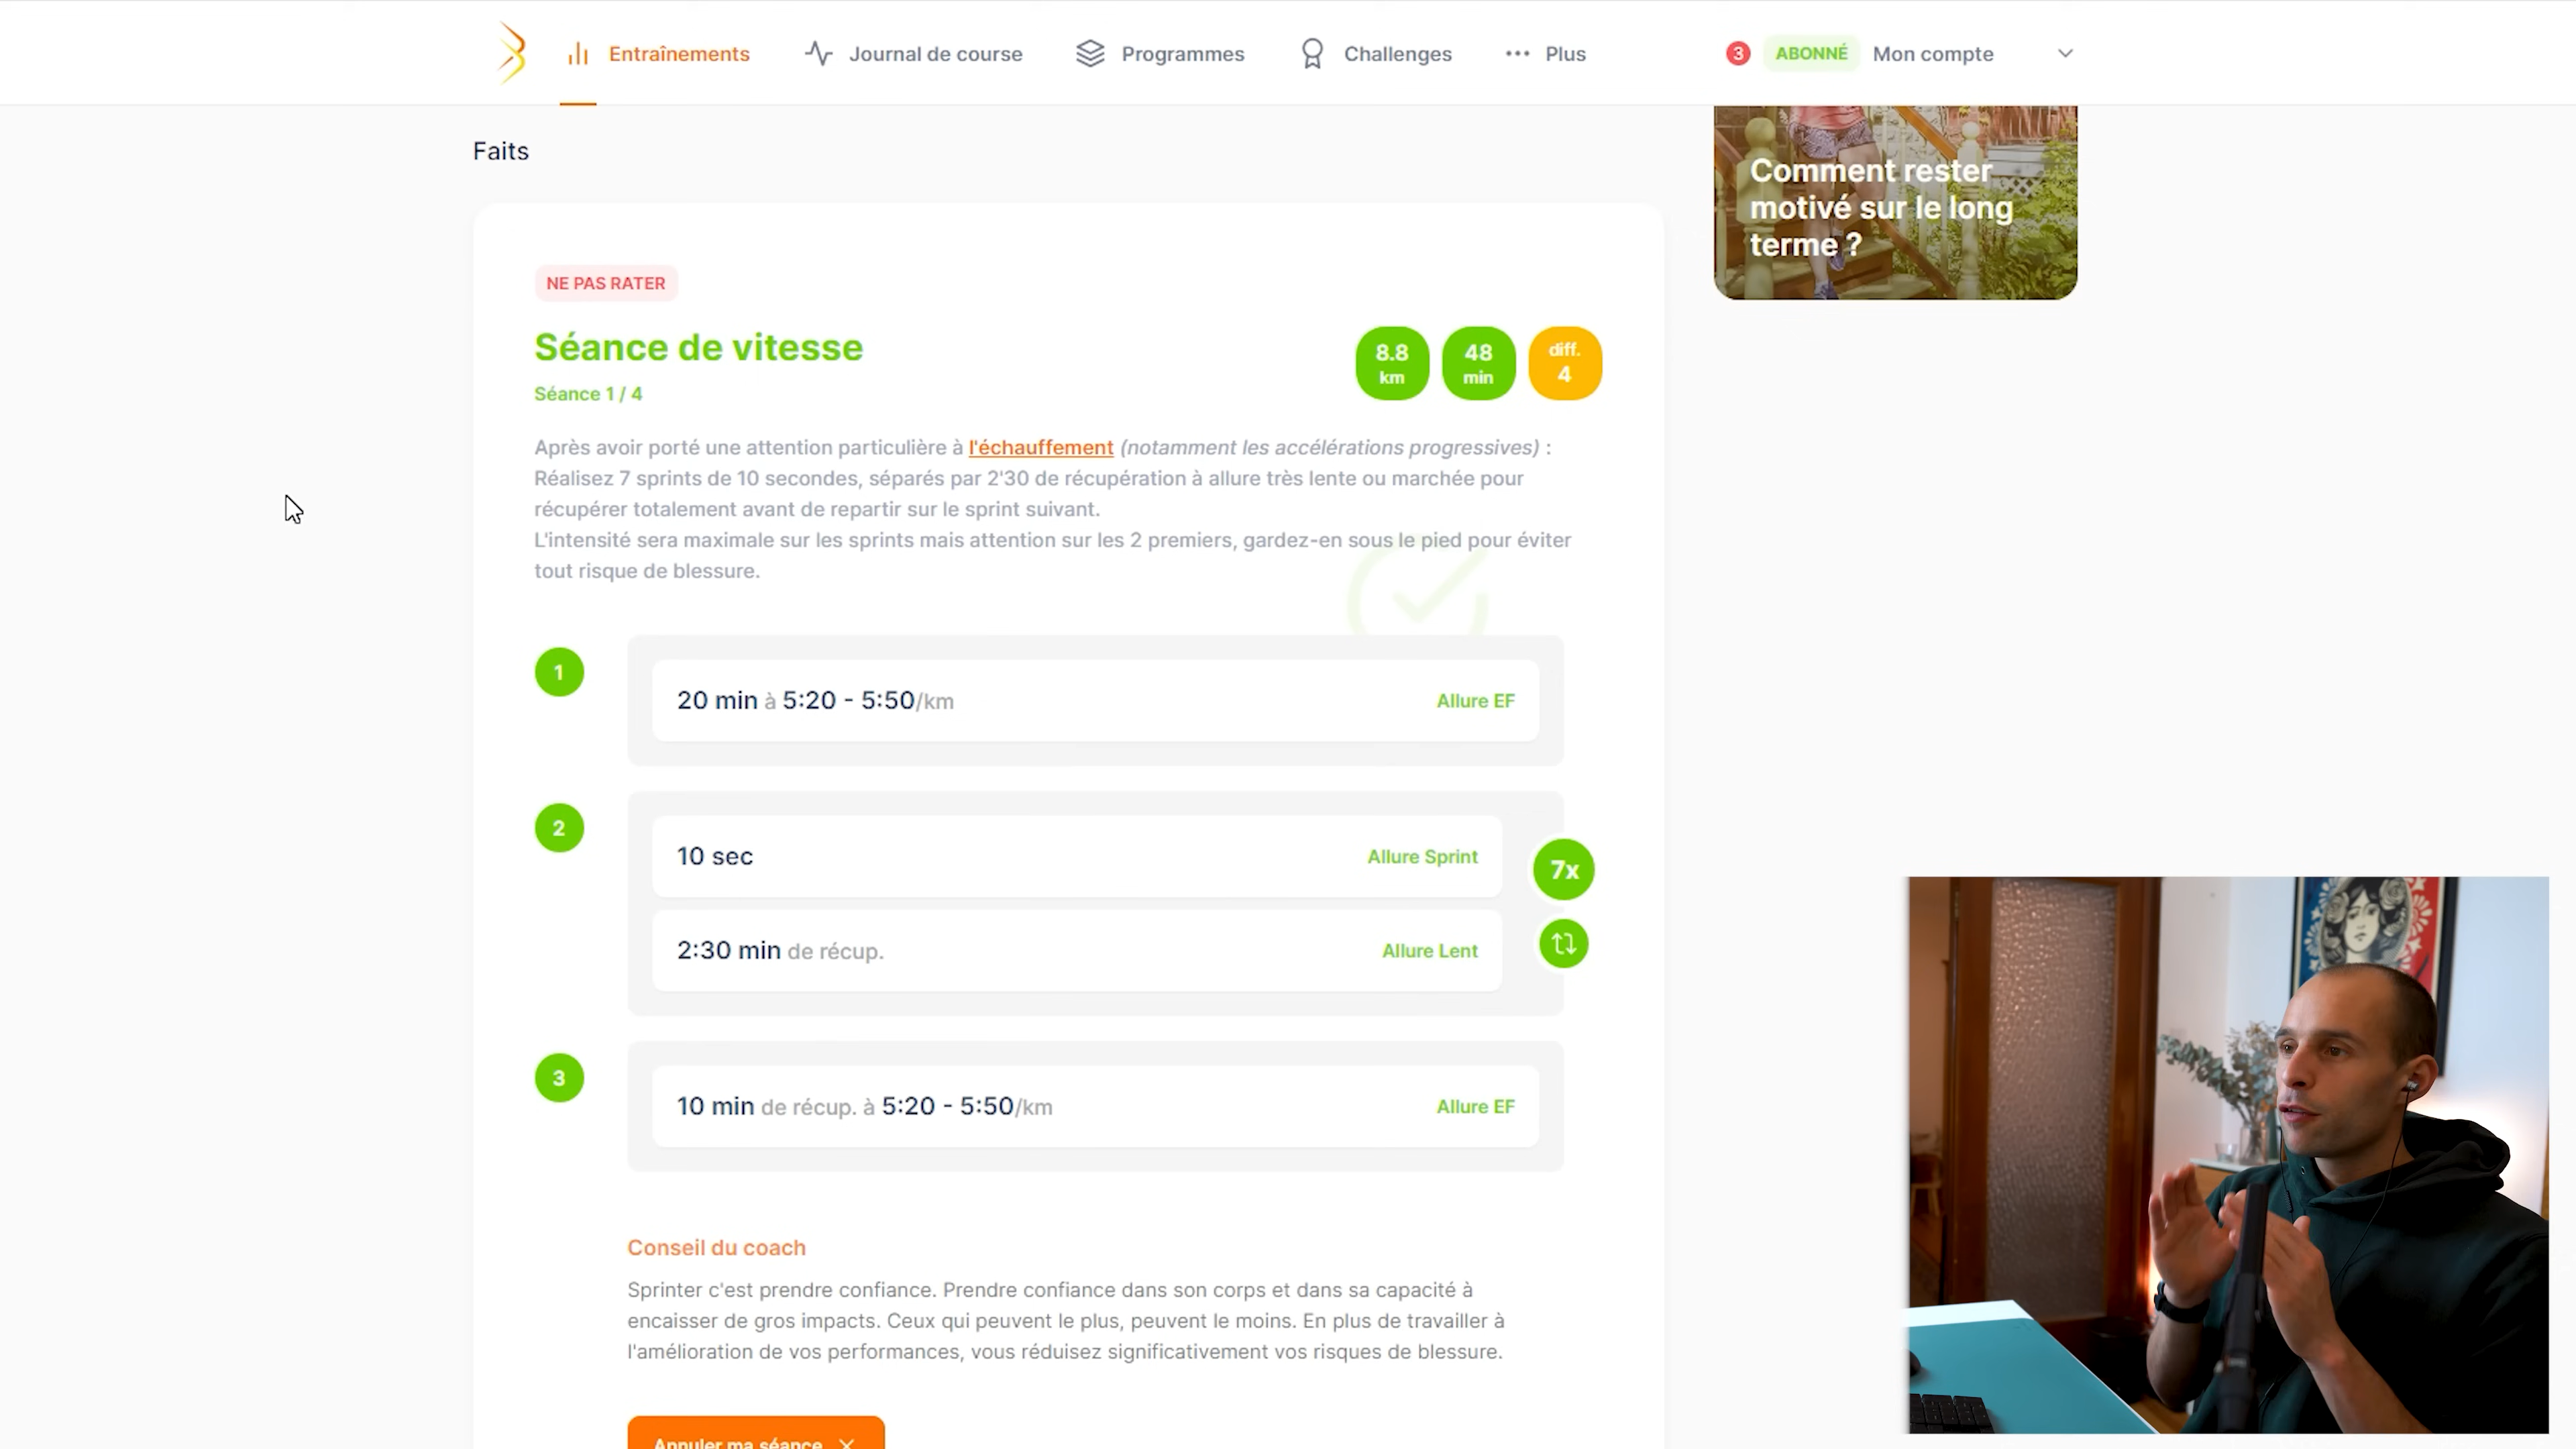 Entraînements
Journal de course
Programmes
Challenges
Plus
3
ABONNÉ
Mon compte
Faits
Comment rester
motivé sur le long
terme ?
NE PAS RATER
Séance de vitesse
Séance 1 / 4
8.8
km
48
min
diff.
4
Après avoir porté une attention particulière à l'échauffement (notamment les accélérations progressives) :
Réalisez 7 sprints de 10 secondes, séparés par 2'30 de récupération à allure très lente ou marchée pour
récupérer totalement avant de repartir sur le sprint suivant.
L'intensité sera maximale sur les sprints mais attention sur les 2 premiers, gardez-en sous le pied pour éviter
tout risque de blessure.
1
20 min à 5:20 - 5:50/km
Allure EF
2
10 sec
Allure Sprint
7x
2:30 min de récup.
Allure Lent
3
10 min de récup. à 5:20 - 5:50/km
Allure EF
Conseil du coach
Sprinter c'est prendre confiance. Prendre confiance dans son corps et dans sa capacité à
encaisser de gros impacts. Ceux qui peuvent le plus, peuvent le moins. En plus de travailler à
l'amélioration de vos performances, vous réduisez significativement vos risques de blessure.
Annuler ma séance